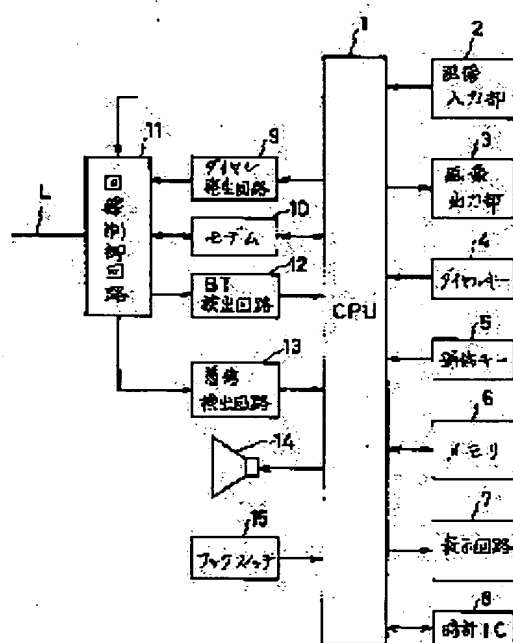 1
2
画像
入力部
3
画像
出力部
4
ダイヤルキー
5
6
メモリ
7
表示回路
8
時計IC
CPU
9
ダイヤル
発生回路
10
モデム
11
回線制御回路
L
12
BT
検出回路
13
着信
検出回路
14
15
フックスイッチ